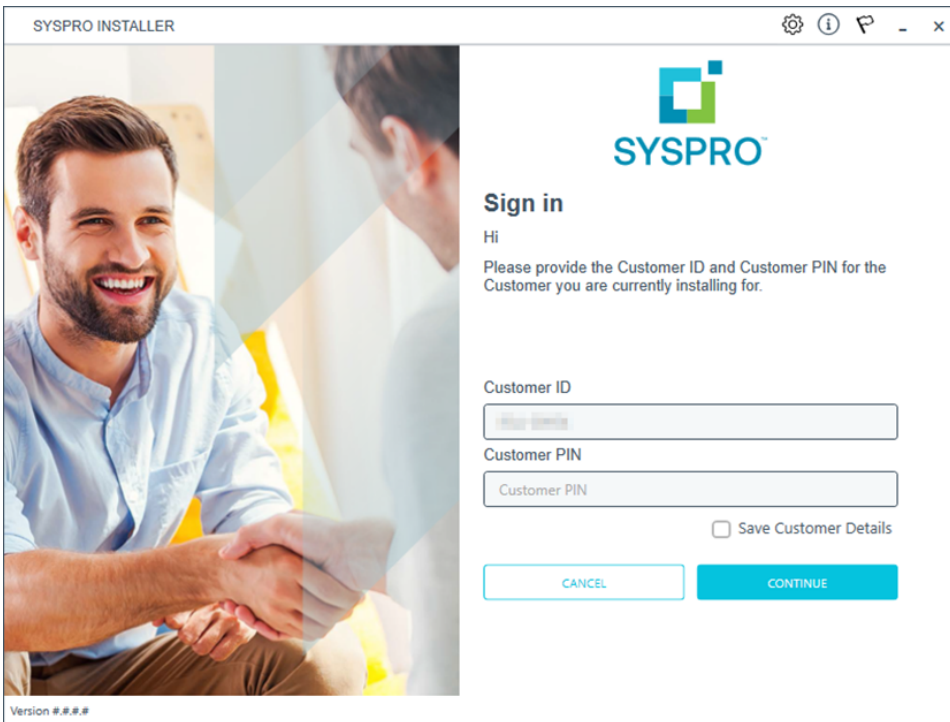 SYSPRO INSTALLER
SYSPRO™
Sign in
Hi
Please provide the Customer ID and Customer PIN for the
Customer you are currently installing for.
Customer ID
Customer PIN
Customer PIN
Save Customer Details
CANCEL
CONTINUE
Version #.#.#.#